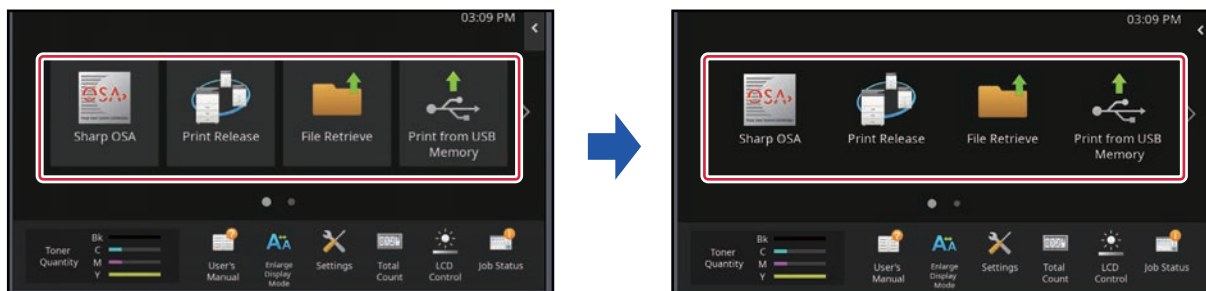 03:09 PM
OSA
Sharp OSA
Print Release
File Retrieve
Print from USB
Memory
Toner
Quantity
Bk
C
M
Y
User's
Manual
Enlarge
Display
Mode
Settings
Total
Count
LCD
Control
Job Status
03:09 PM
OSA
Sharp OSA
Print Release
File Retrieve
Print from USB
Memory
Toner
Quantity
Bk
C
M
Y
User's
Manual
Enlarge
Display
Mode
Settings
Total
Count
LCD
Control
Job Status